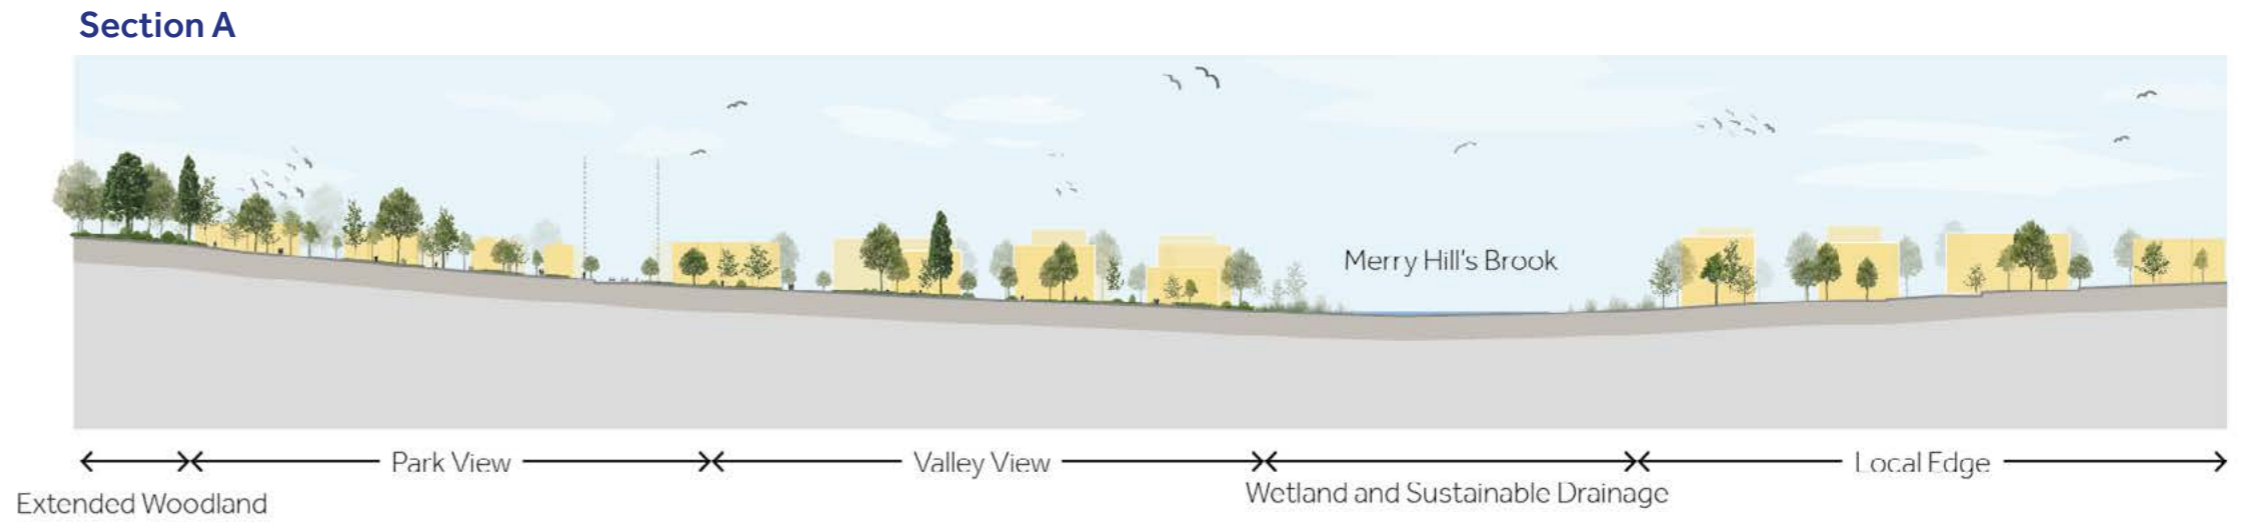 Section A
Merry Hill's Brook
Park View
Valley View
Local Edge
Extended Woodland
Wetland and Sustainable Drainage